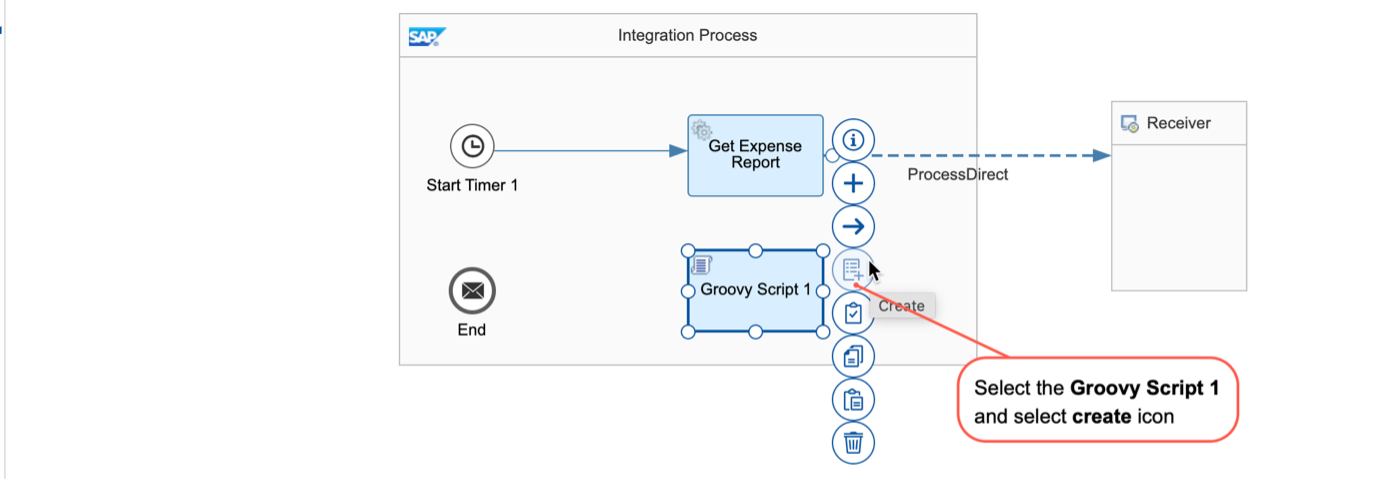 SAP
Integration Process
Get Expense
Report
Start Timer 1
ProcessDirect
Receiver
Groovy Script 1
End
Create
Select the Groovy Script 1
and select create icon